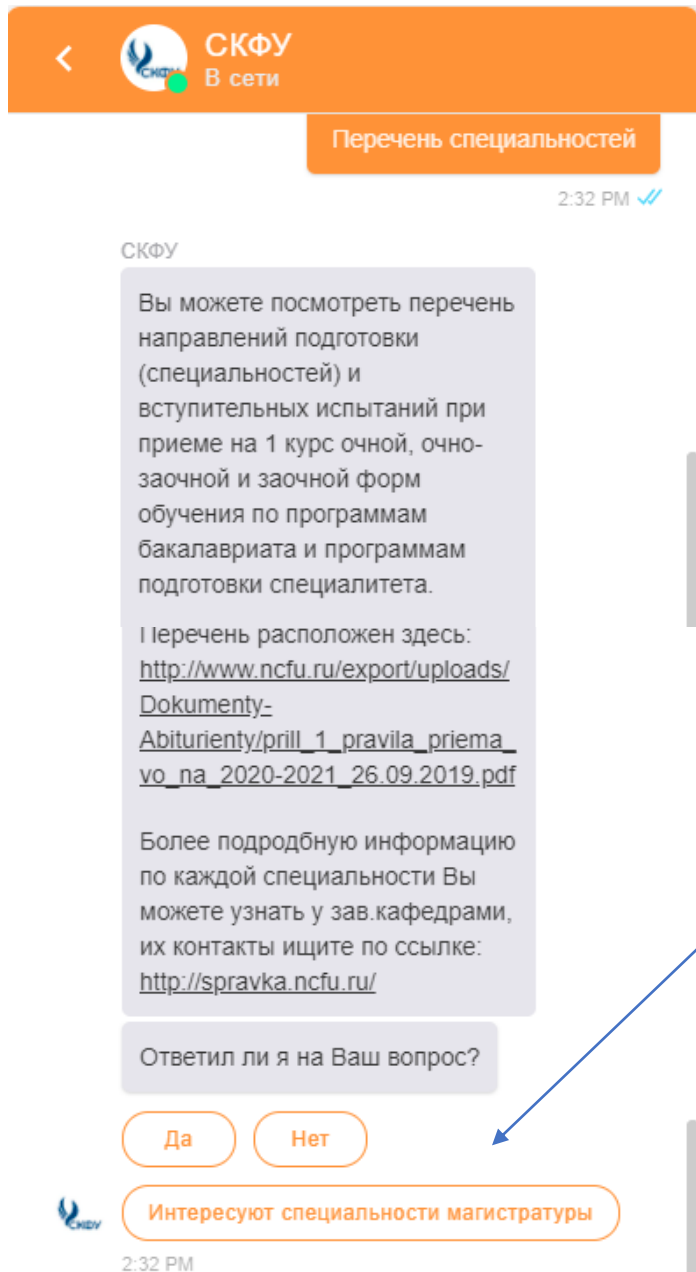 СКФУ
В сети
Перечень специальностей
2:32 PM
СКФУ
Вы можете посмотреть перечень
направлений подготовки
(специальностей) и
вступительных испытаний при
приеме на 1 курс очной, очно-
заочной и заочной форм
обучения по программам
бакалавриата и программам
подготовки специалитета.
Перечень расположен здесь:
http://www.ncfu.ru/export/uploads/
Dokumenty-
Abiturienty/prill_1_pravila_priema_
vo_na_2020-2021_26.09.2019.pdf
Более подродбную информацию
по каждой специальности Вы
можете узнать у зав.кафедрами,
их контакты ищите по ссылке:
http://spravka.ncfu.ru/
Ответил ли я на Ваш вопрос?
Да
Нет
СКФУ
Интересуют специальности магистратуры
2:32 PM